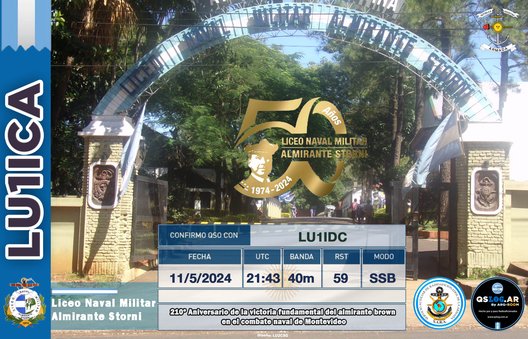 LICEO NAVAL MILITAR ALMIRANTE STORNI
LU1ICA
50
Años
LICEO NAVAL MILITAR
ALMIRANTE STORNI
1974-2024
CONFIRMO QSO CON
LU1IDC
FECHA UTC BANDA RST MODO
11/5/2024 21:43 40m 59 SSB
210º Aniversario de la victoria fundamental del almirante brown
en el combate naval de Montevideo
Liceo Naval Militar
Almirante Storni
QSLOG.AR